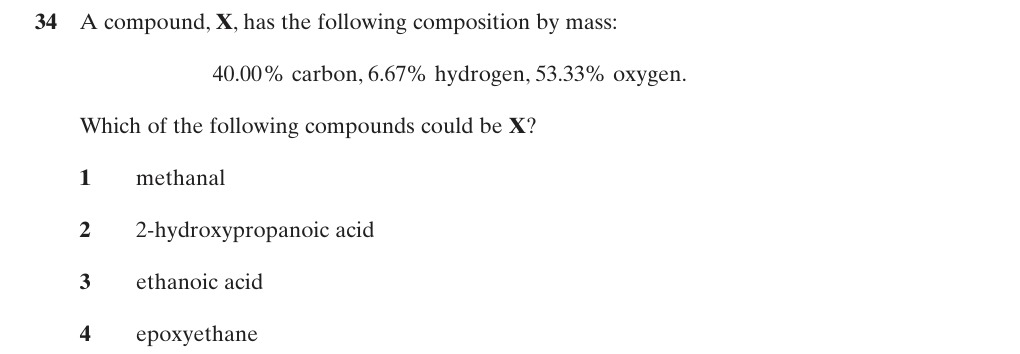 34 A compound, X, has the following composition by mass:
40.00% carbon, 6.67% hydrogen, 53.33% oxygen.
Which of the following compounds could be X?
1 methanal
2 2-hydroxypropanoic acid
3 ethanoic acid
4 epoxyethane